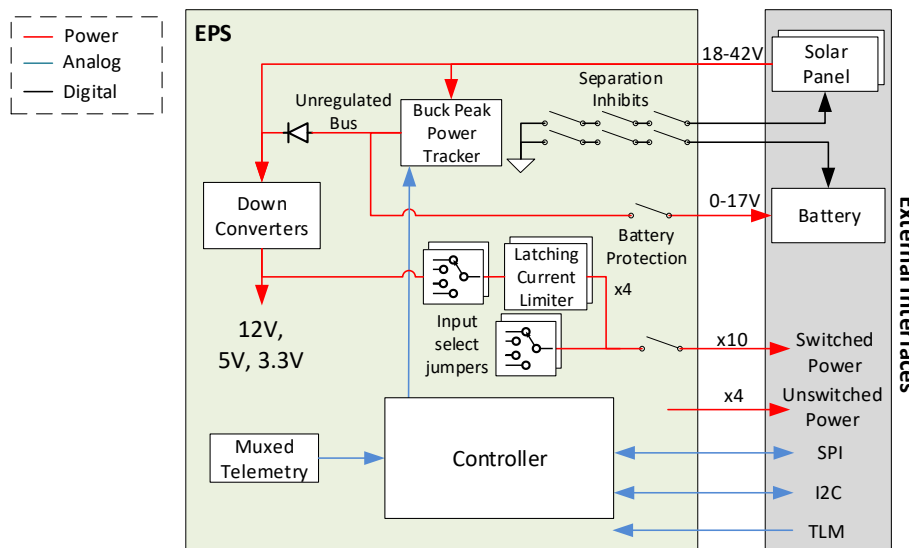 Power
Analog
Digital
EPS
18-42V
Solar
Panel
Separation
Inhibits
Unregulated
Bus
Buck Peak
Power
Tracker
Down
Converters
0-17V
Battery
Battery
Protection
Latching
Current
Limiter
x4
Input
select
jumpers
12V,
5V, 3.3V
x10
Switched
Power
x4
Unswitched
Power
Muxed
Telemetry
Controller
SPI
I2C
TLM
External Interfaces